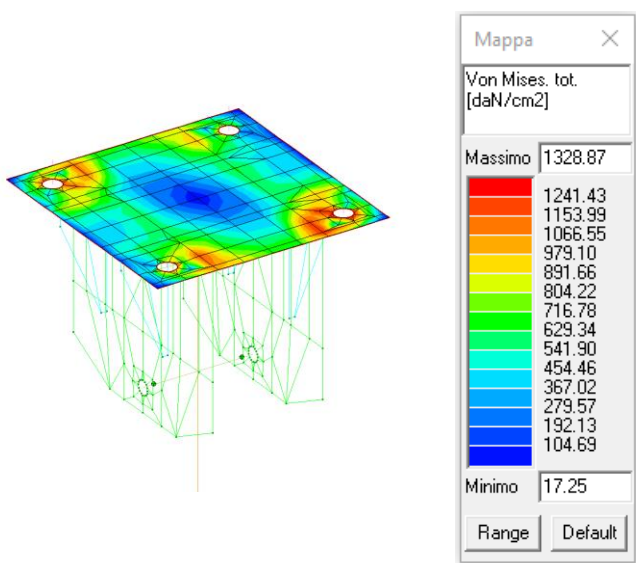 Mappa
Von Mises. tot.
[daN/cm2]
Massimo 1328.87
1241.43
1153.99
1066.55
979.10
891.66
804.22
716.78
629.34
541.90
454.46
367.02
279.57
192.13
104.69
Minimo 17.25
Range Default